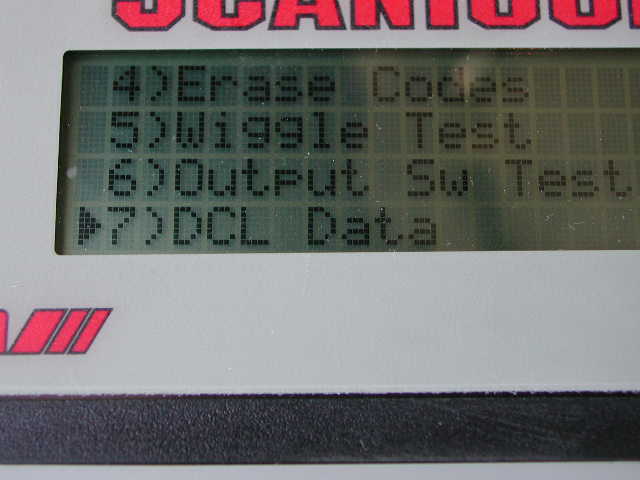 4)Erase Codes
5)Wiggle Test
6)Output Sw Test
7)DCL Data